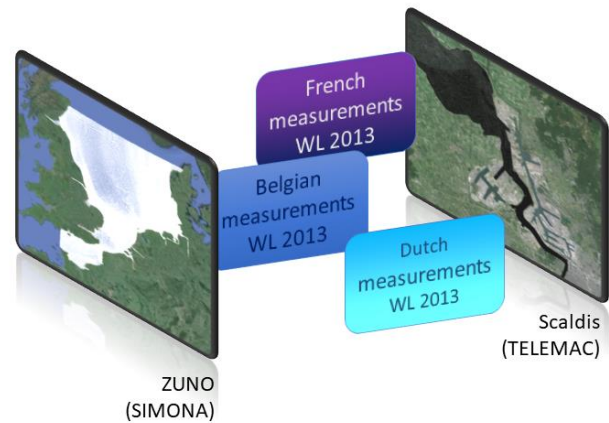 French
measurements
WL 2013
Belgian
measurements
WL 2013
Dutch
measurements
WL 2013
Scaldis
(TELEMAC)
ZUNO
(SIMONA)